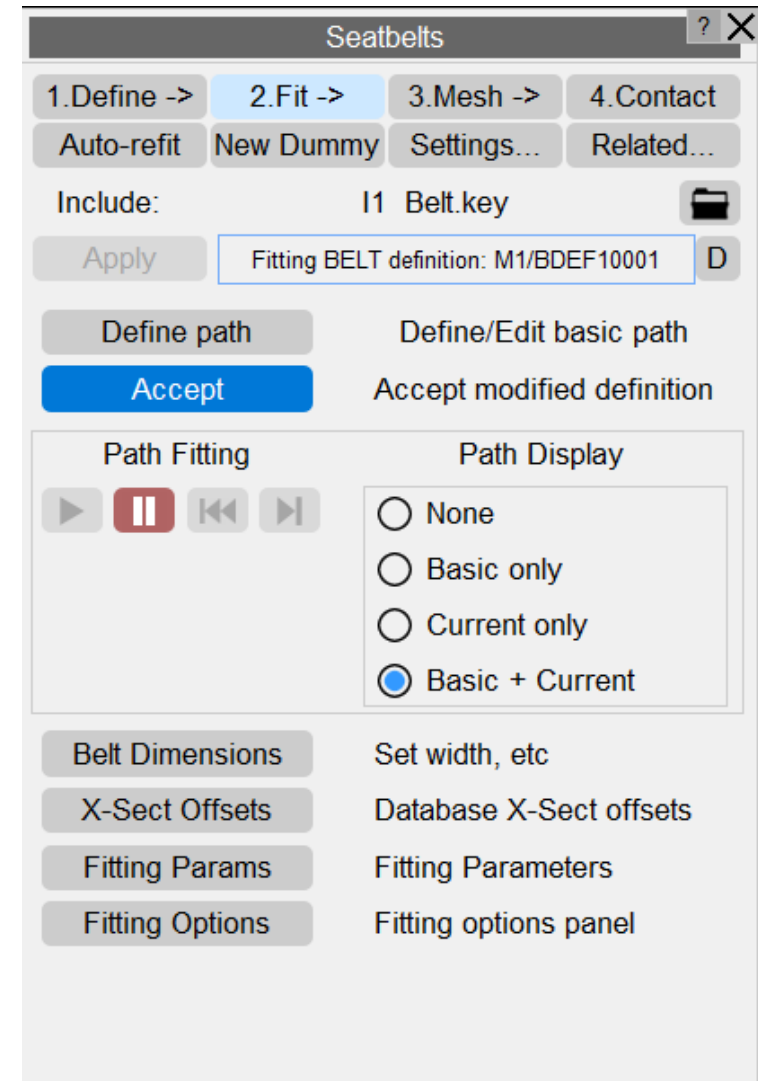 Seatbelts ? X
1.Define -> 2.Fit -> 3.Mesh -> 4.Contact
Auto-refit New Dummy Settings... Related...
Include: I1 Belt.key
Apply Fitting BELT definition: M1/BDEF10001 D
Define path Define/Edit basic path
Accept Accept modified definition
Path Fitting Path Display
None
Basic only
Current only
Basic + Current
Belt Dimensions Set width, etc
X-Sect Offsets Database X-Sect offsets
Fitting Params Fitting Parameters
Fitting Options Fitting options panel